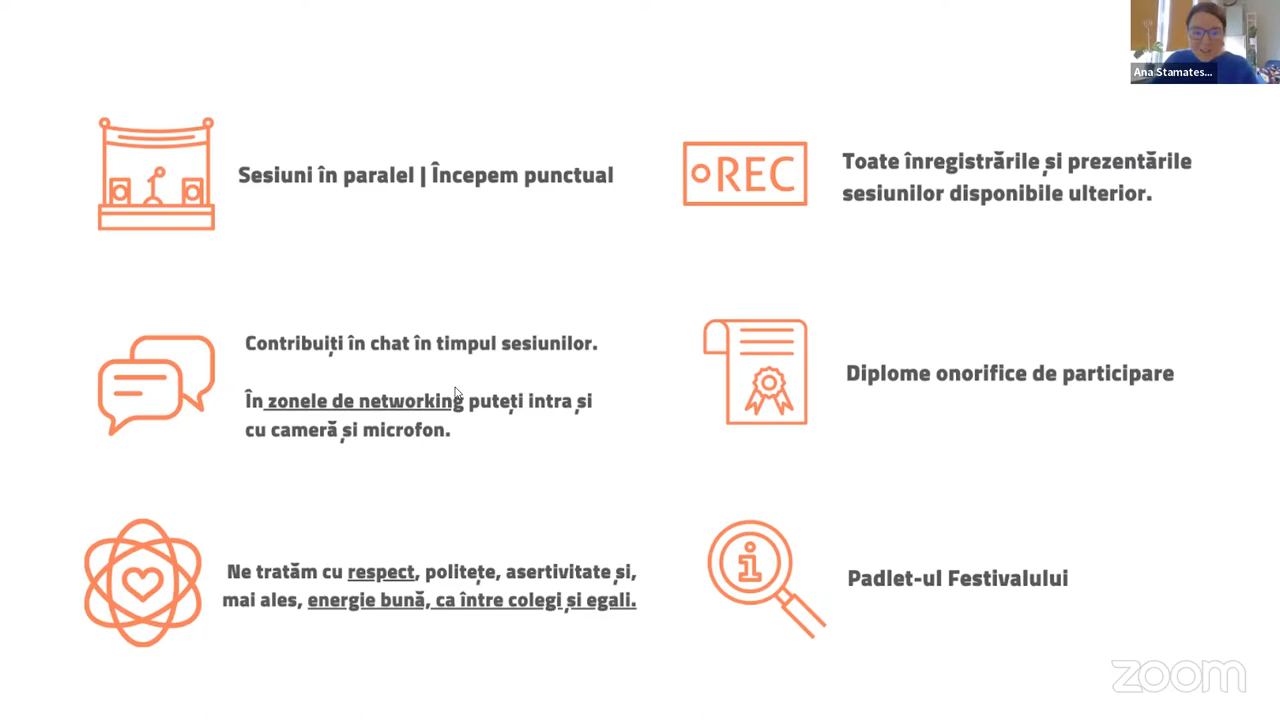 Ana Stamates...
Sesiuni în paralel | Începem punctual
REC
Toate înregistrările și prezentările
sesiunilor disponibile ulterior.
Contribuiți în chat în timpul sesiunilor.
În zonele de networking puteți intra și
cu cameră și microfon.
Diplome onorifice de participare
Ne tratăm cu respect, politețe, asertivitate și,
mai ales, energie bună, ca între colegi și egali.
i
Padlet-ul Festivalului
zoom